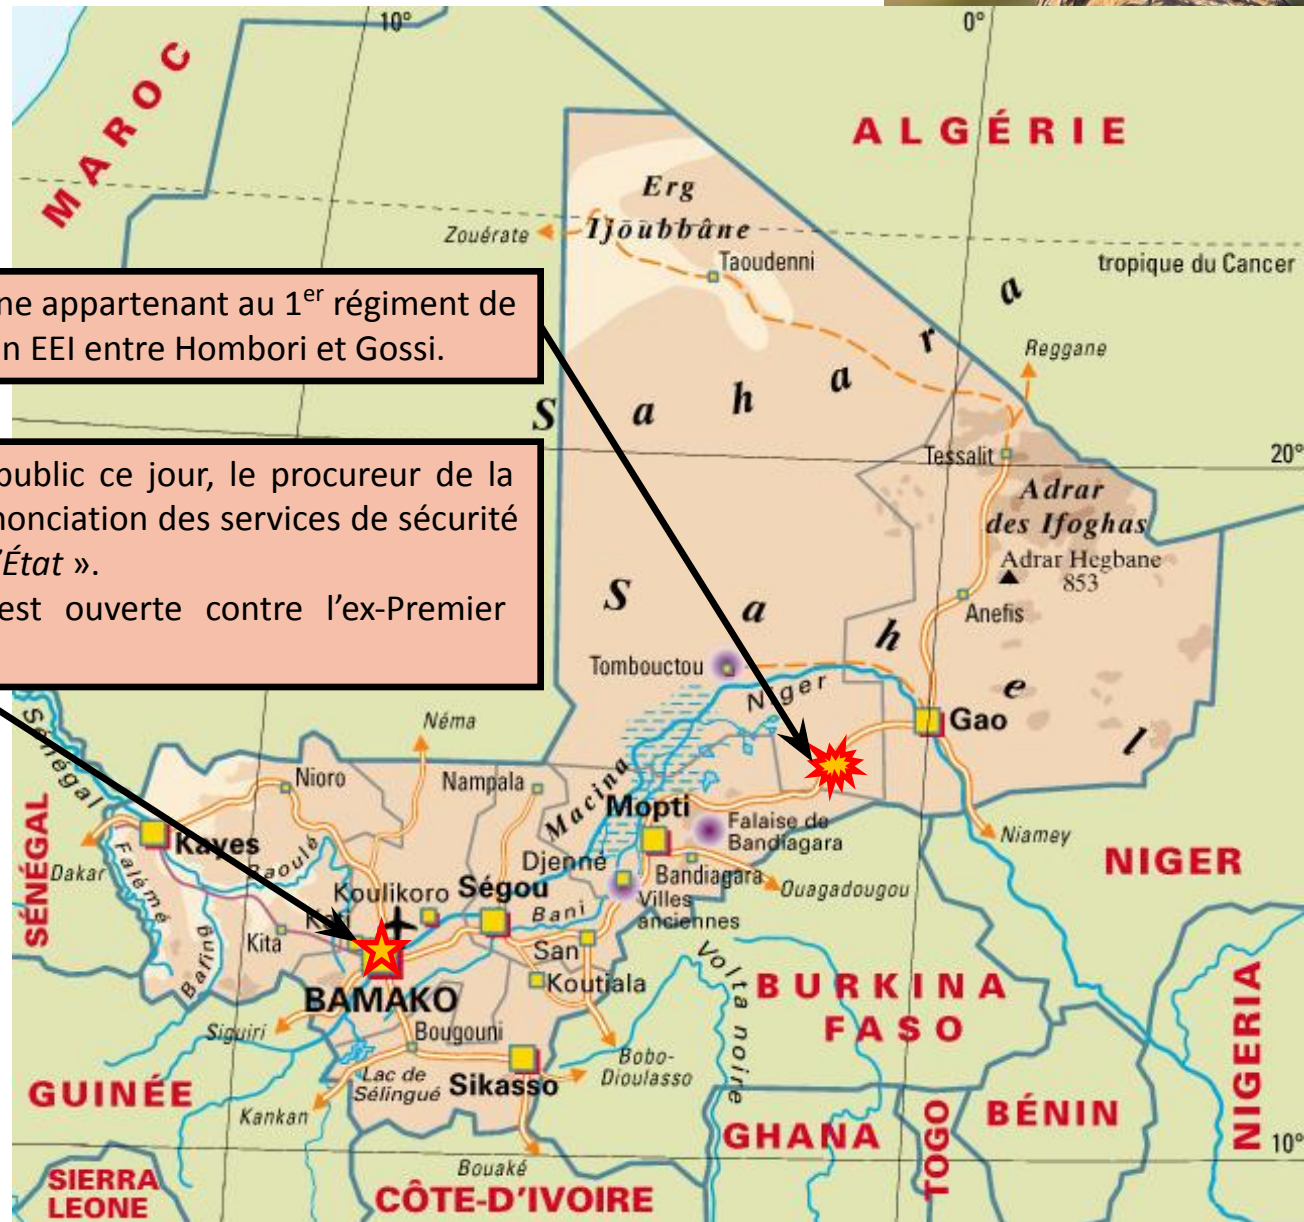 10°
0°
MAROC
ALGÉRIE
Erg
Ijoubbâne
Zouérate
Taoudenni
tropique du Cancer
ne appartenant au 1er régiment de
n EEI entre Hombori et Gossi.
Reggane
Sahara
public ce jour, le procureur de la
nonciation des services de sécurité
’État ».
est ouverte contre l’ex-Premier
Tessalit
20°
Adrar
des Ifoghas
Adrar Hegbane
853
Anefis
Sahel
Tombouctou
Niger
Gao
Sénégal
Néma
Nioro
Nampala
Macina
Mopti
Falaise de
Bandiagara
Niamey
NIGER
SÉNÉGAL
Kayes
Dakar
Falémé
Baoulé
Djenné
Bandiagara
Ouagadougou
Koulikoro
Ségou
Villes
anciennes
Bani
Kati
Kita
Bafing
San
Koutiala
Volta noire
BURKINA
FASO
BAMAKO
Siguiri
Bougouni
Bobo-
Dioulasso
NIGERIA
GUINÉE
Lac de
Sélingué
Sikasso
Kankan
GHANA
TOGO
BÉNIN
10°
Bouaké
SIERRA
LEONE
CÔTE-D'IVOIRE